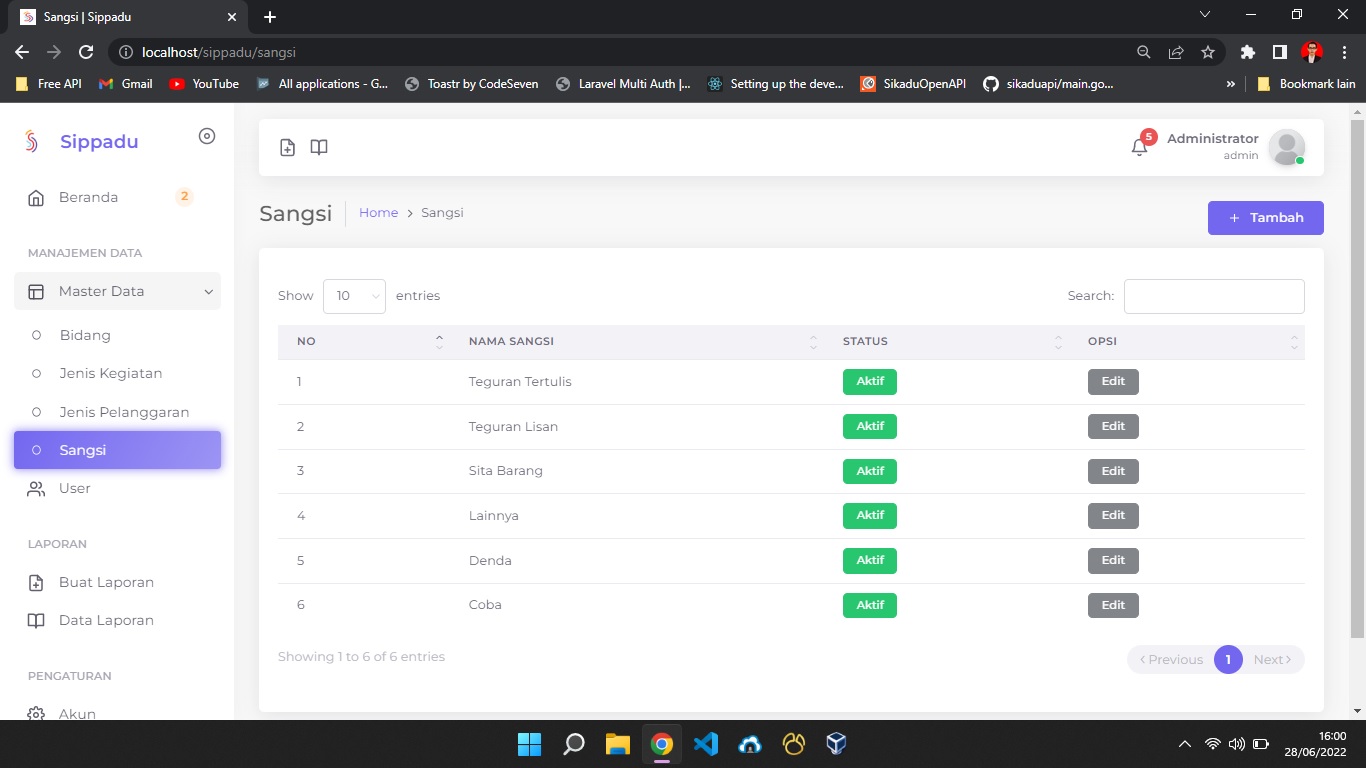 Sangsi | Sippadu
localhost/sippadu/sangsi
Free API Gmail YouTube All applications - G... Toastr by CodeSeven Laravel Multi Auth |... Setting up the deve... SikaduOpenAPI sikaduapi/main.go... » Bookmark lain
Sippadu
Beranda 2
MANAJEMEN DATA
Master Data
Bidang
Jenis Kegiatan
Jenis Pelanggaran
Sangsi
User
LAPORAN
Buat Laporan
Data Laporan
PENGATURAN
Akun
5 Administrator
admin
Sangsi Home > Sangsi
+ Tambah
Show 10 entries Search:
NO NAMA SANGSI STATUS OPSI
1 Teguran Tertulis Aktif Edit
2 Teguran Lisan Aktif Edit
3 Sita Barang Aktif Edit
4 Lainnya Aktif Edit
5 Denda Aktif Edit
6 Coba Aktif Edit
Showing 1 to 6 of 6 entries < Previous 1 Next >
16:00
28/06/2022